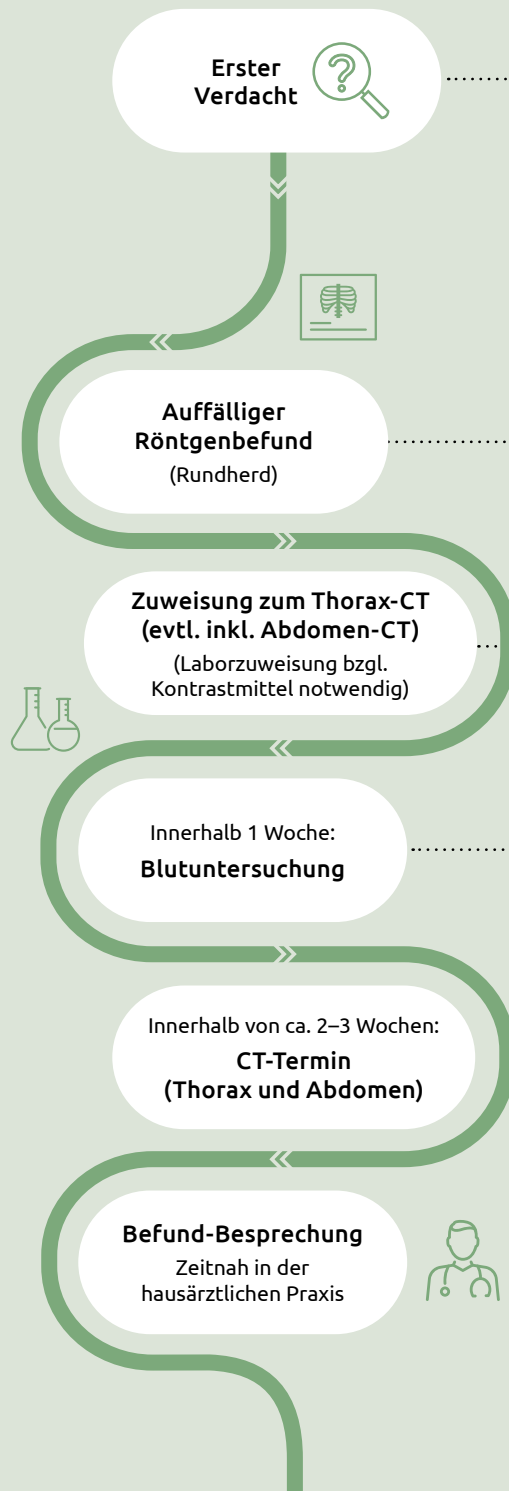 Erster
Verdacht
?
Auffälliger
Röntgenbefund
(Rundherd)
Zuweisung zum Thorax-CT
(evtl. inkl. Abdomen-CT)
(Laborzuweisung bzgl.
Kontrastmittel notwendig)
Innerhalb 1 Woche:
Blutuntersuchung
Innerhalb von ca. 2–3 Wochen:
CT-Termin
(Thorax und Abdomen)
Befund-Besprechung
Zeitnah in der
hausärztlichen Praxis